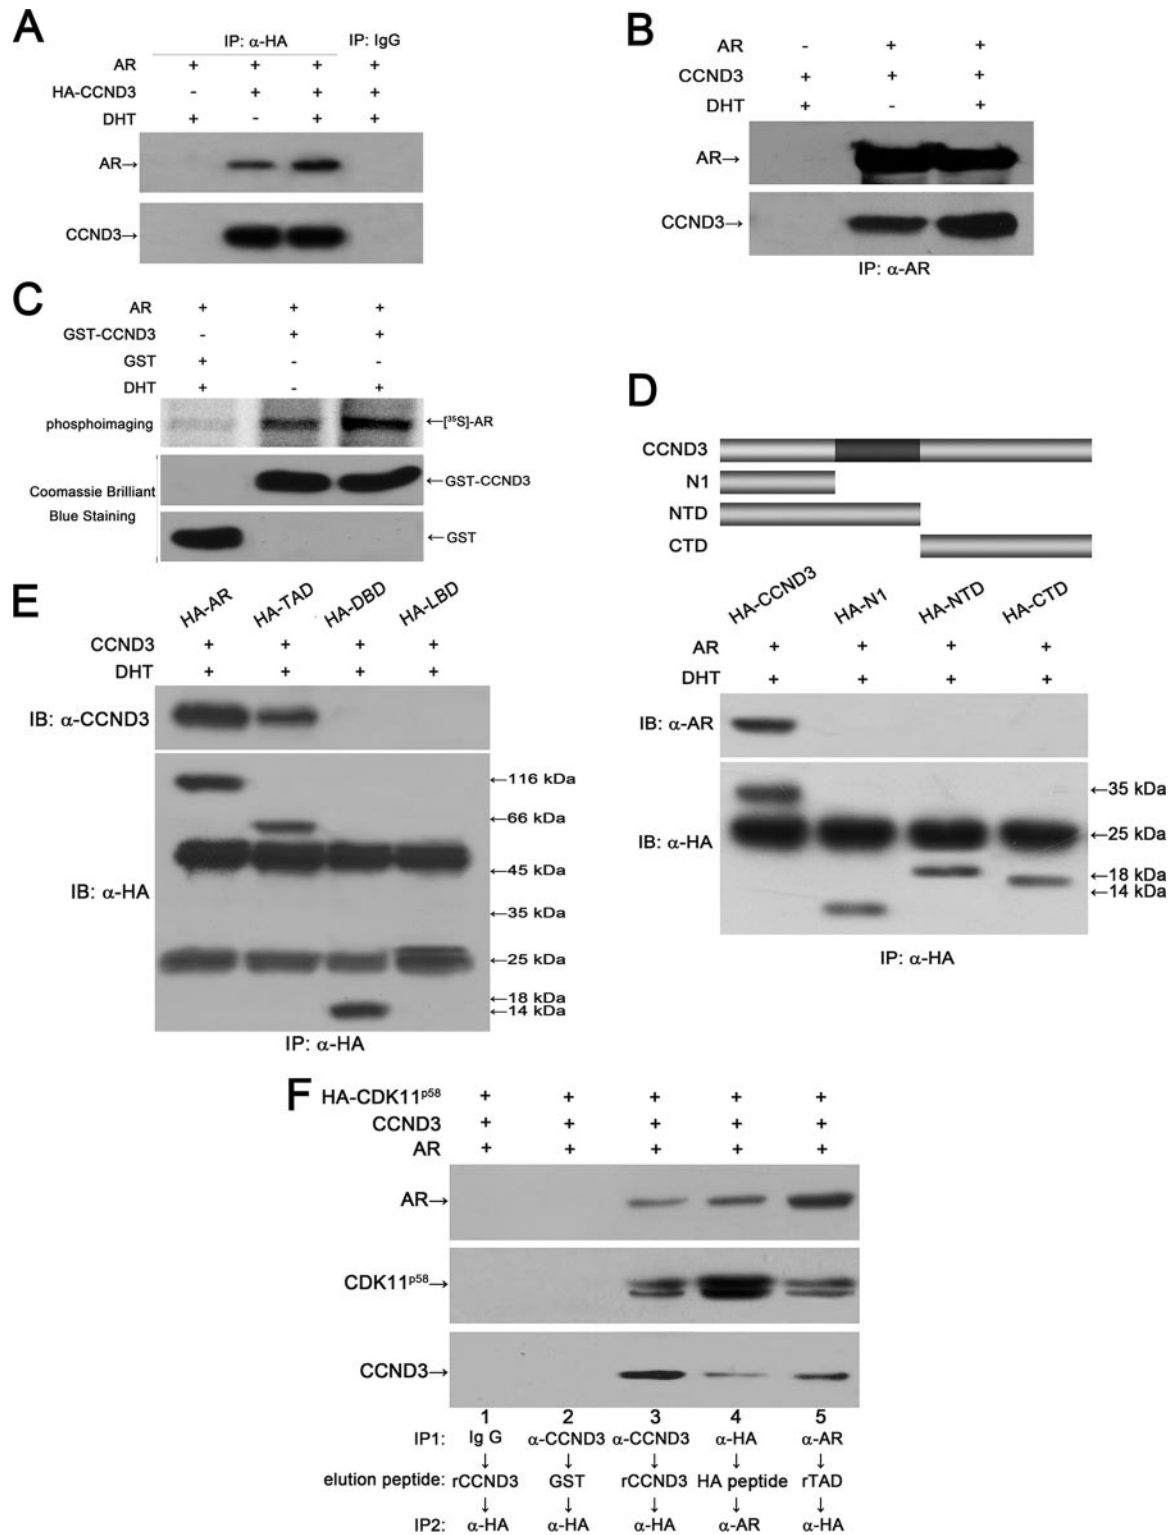 A
IP: α-HA IP: IgG
AR + + + +
HA-CCND3 - + + +
DHT + - + +
AR→
CCND3→
B
AR - + +
CCND3 + + +
DHT + - +
AR→
CCND3→
IP: α-AR
C
AR + + +
GST-CCND3 - + +
GST + - -
DHT + - +
phosphoimaging ←[³⁵S]-AR
Coomassie Brilliant
Blue Staining
←GST-CCND3
←GST
D
CCND3
N1
NTD
CTD
HA-CCND3 HA-N1 HA-NTD HA-CTD
AR + + + +
DHT + + + +
IB: α-AR
IB: α-HA
←35 kDa
←25 kDa
←18 kDa
←14 kDa
IP: α-HA
E
HA-AR HA-TAD HA-DBD HA-LBD
CCND3 + + + +
DHT + + + +
IB: α-CCND3
IB: α-HA
←116 kDa
←66 kDa
←45 kDa
←35 kDa
←25 kDa
←18 kDa
←14 kDa
IP: α-HA
F
HA-CDK11ᵖ⁵⁸ + + + + +
CCND3 + + + + +
AR + + + + +
AR→
CDK11ᵖ⁵⁸→
CCND3→
1 2 3 4 5
IP1: Ig G α-CCND3 α-CCND3 α-HA α-AR
↓ ↓ ↓ ↓ ↓
elution peptide: rCCND3 GST rCCND3 HA peptide rTAD
↓ ↓ ↓ ↓ ↓
IP2: α-HA α-HA α-HA α-AR α-HA